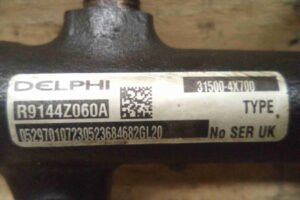 DELPHI 31500-4X700
R9144Z060A TYPE
052970107230523684682GL20
No SER UK